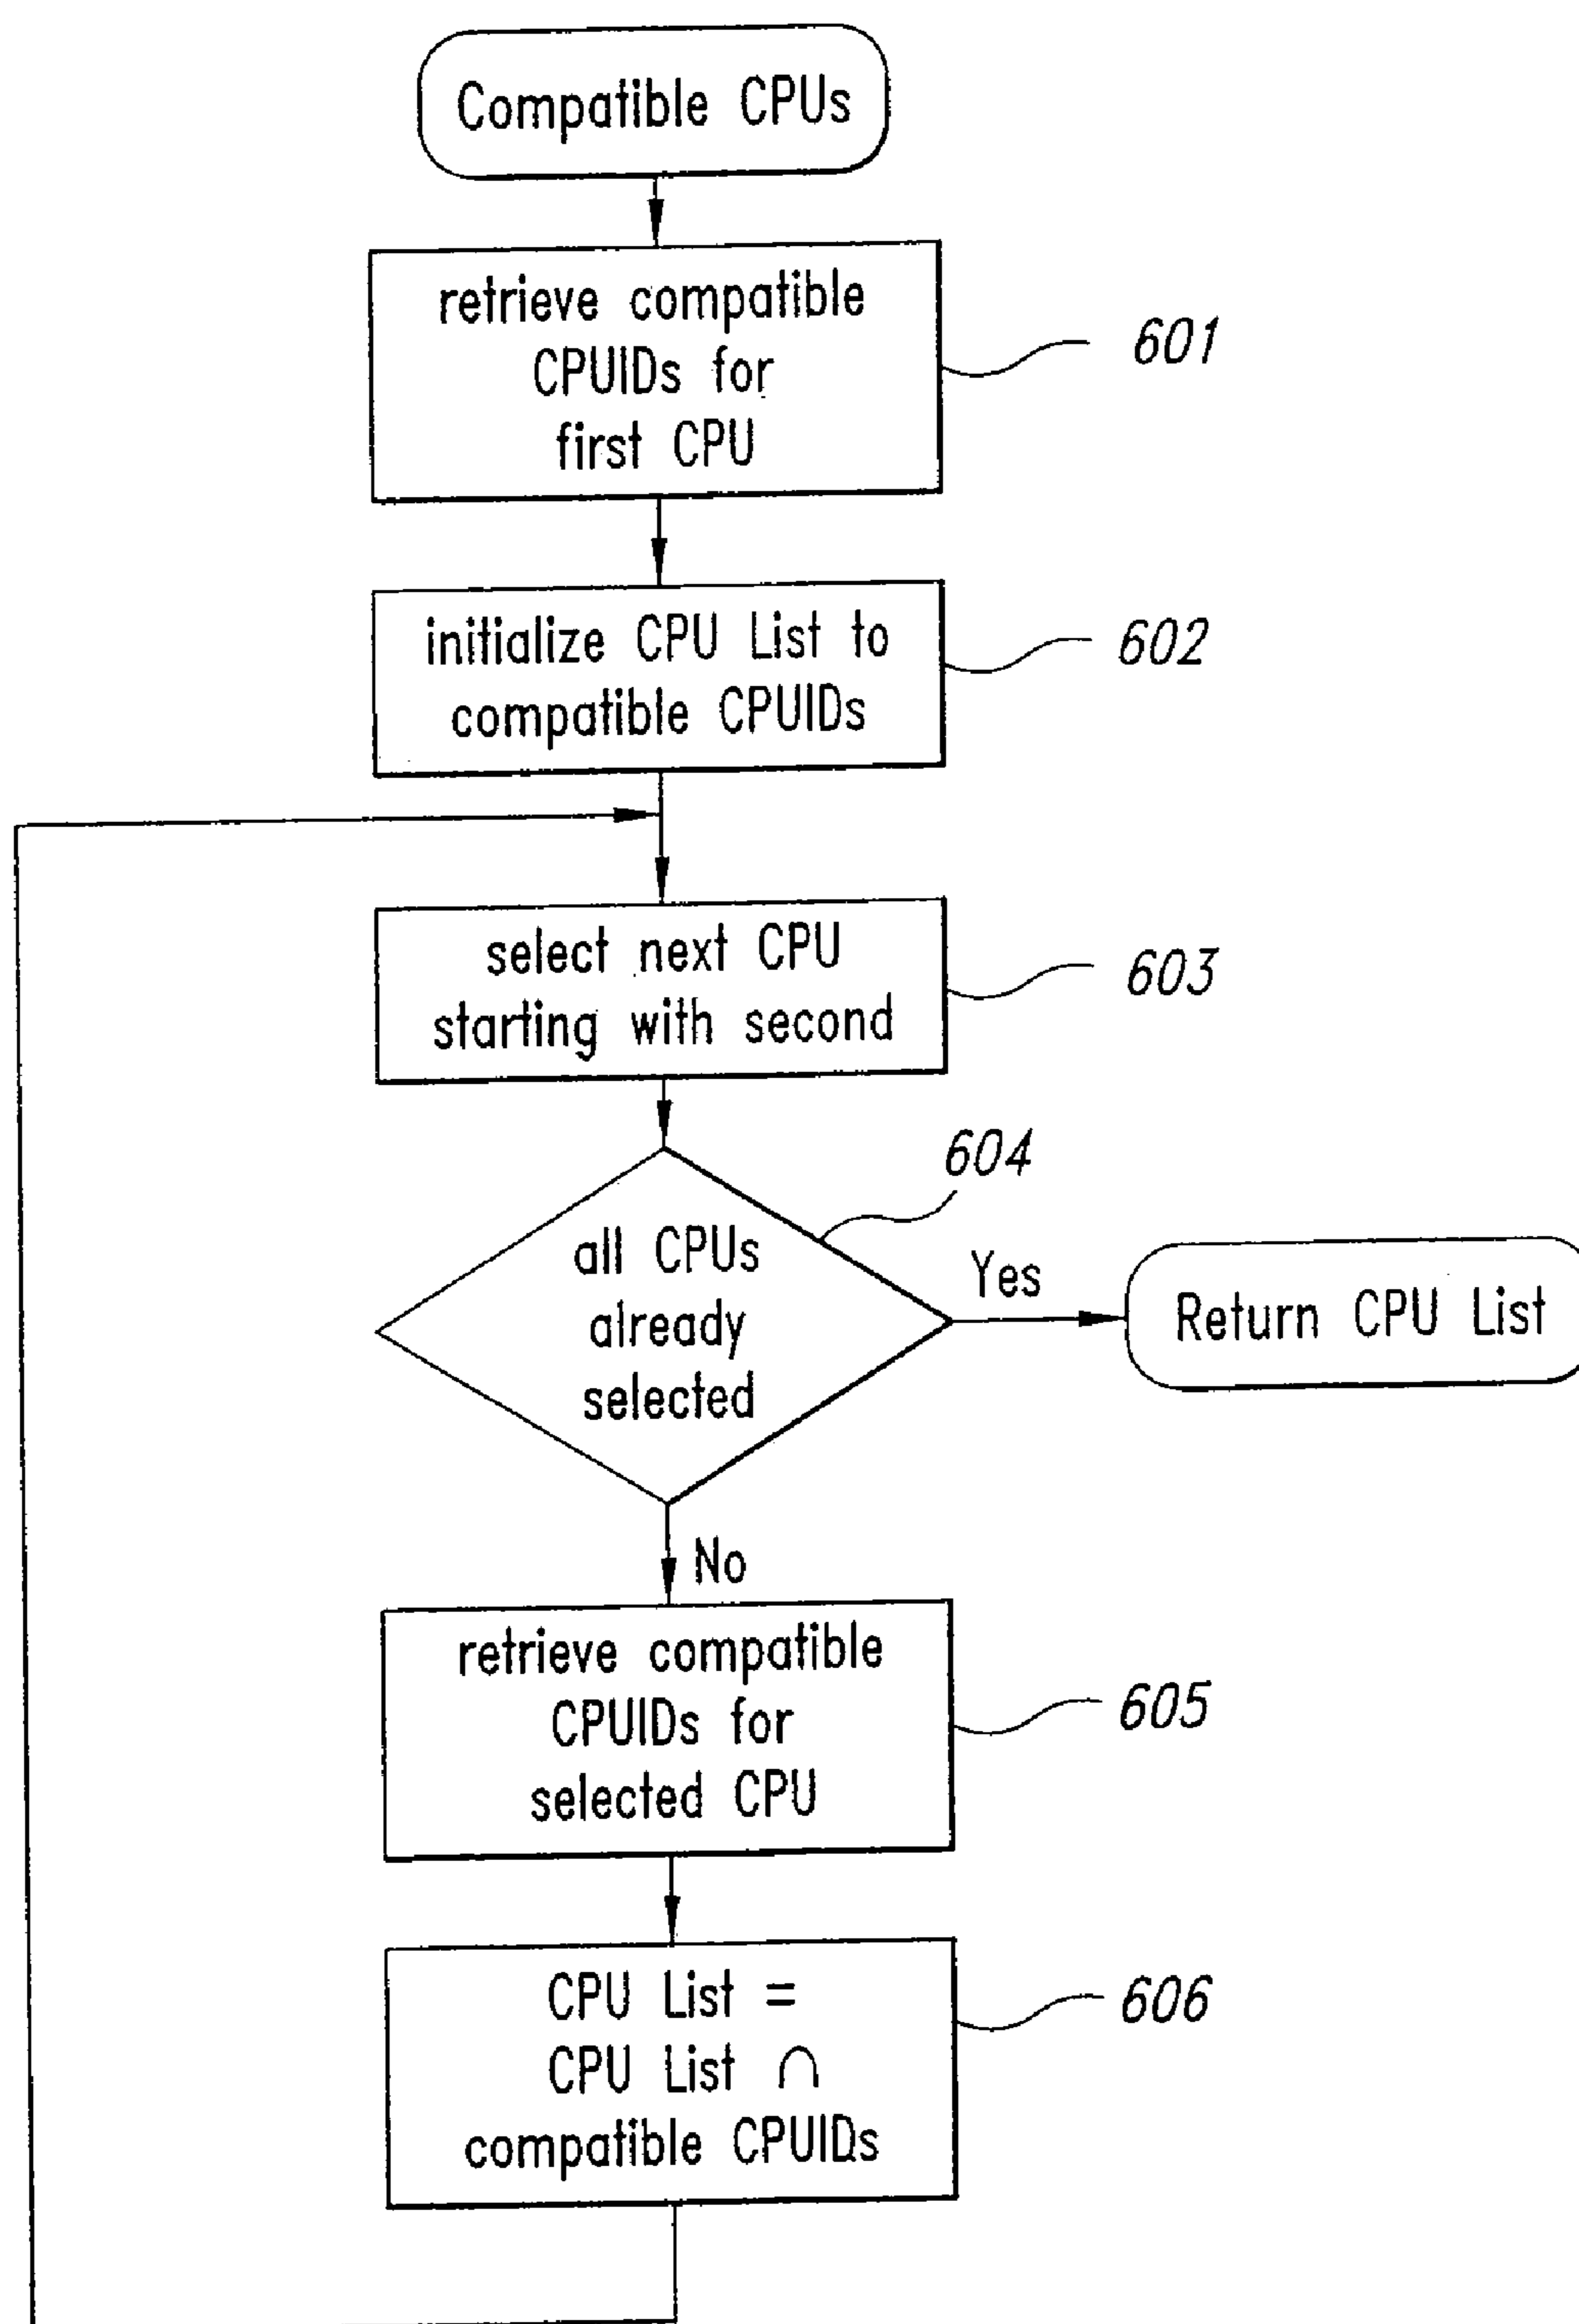 Compatible CPUs
retrieve compatible
CPUIDs for
first CPU
601
initialize CPU List to
compatible CPUIDs
602
select next CPU
starting with second
603
604
all CPUs
already
selected
Yes
Return CPU List
No
retrieve compatible
CPUIDs for
selected CPU
605
CPU List =
CPU List ∩
compatible CPUIDs
606